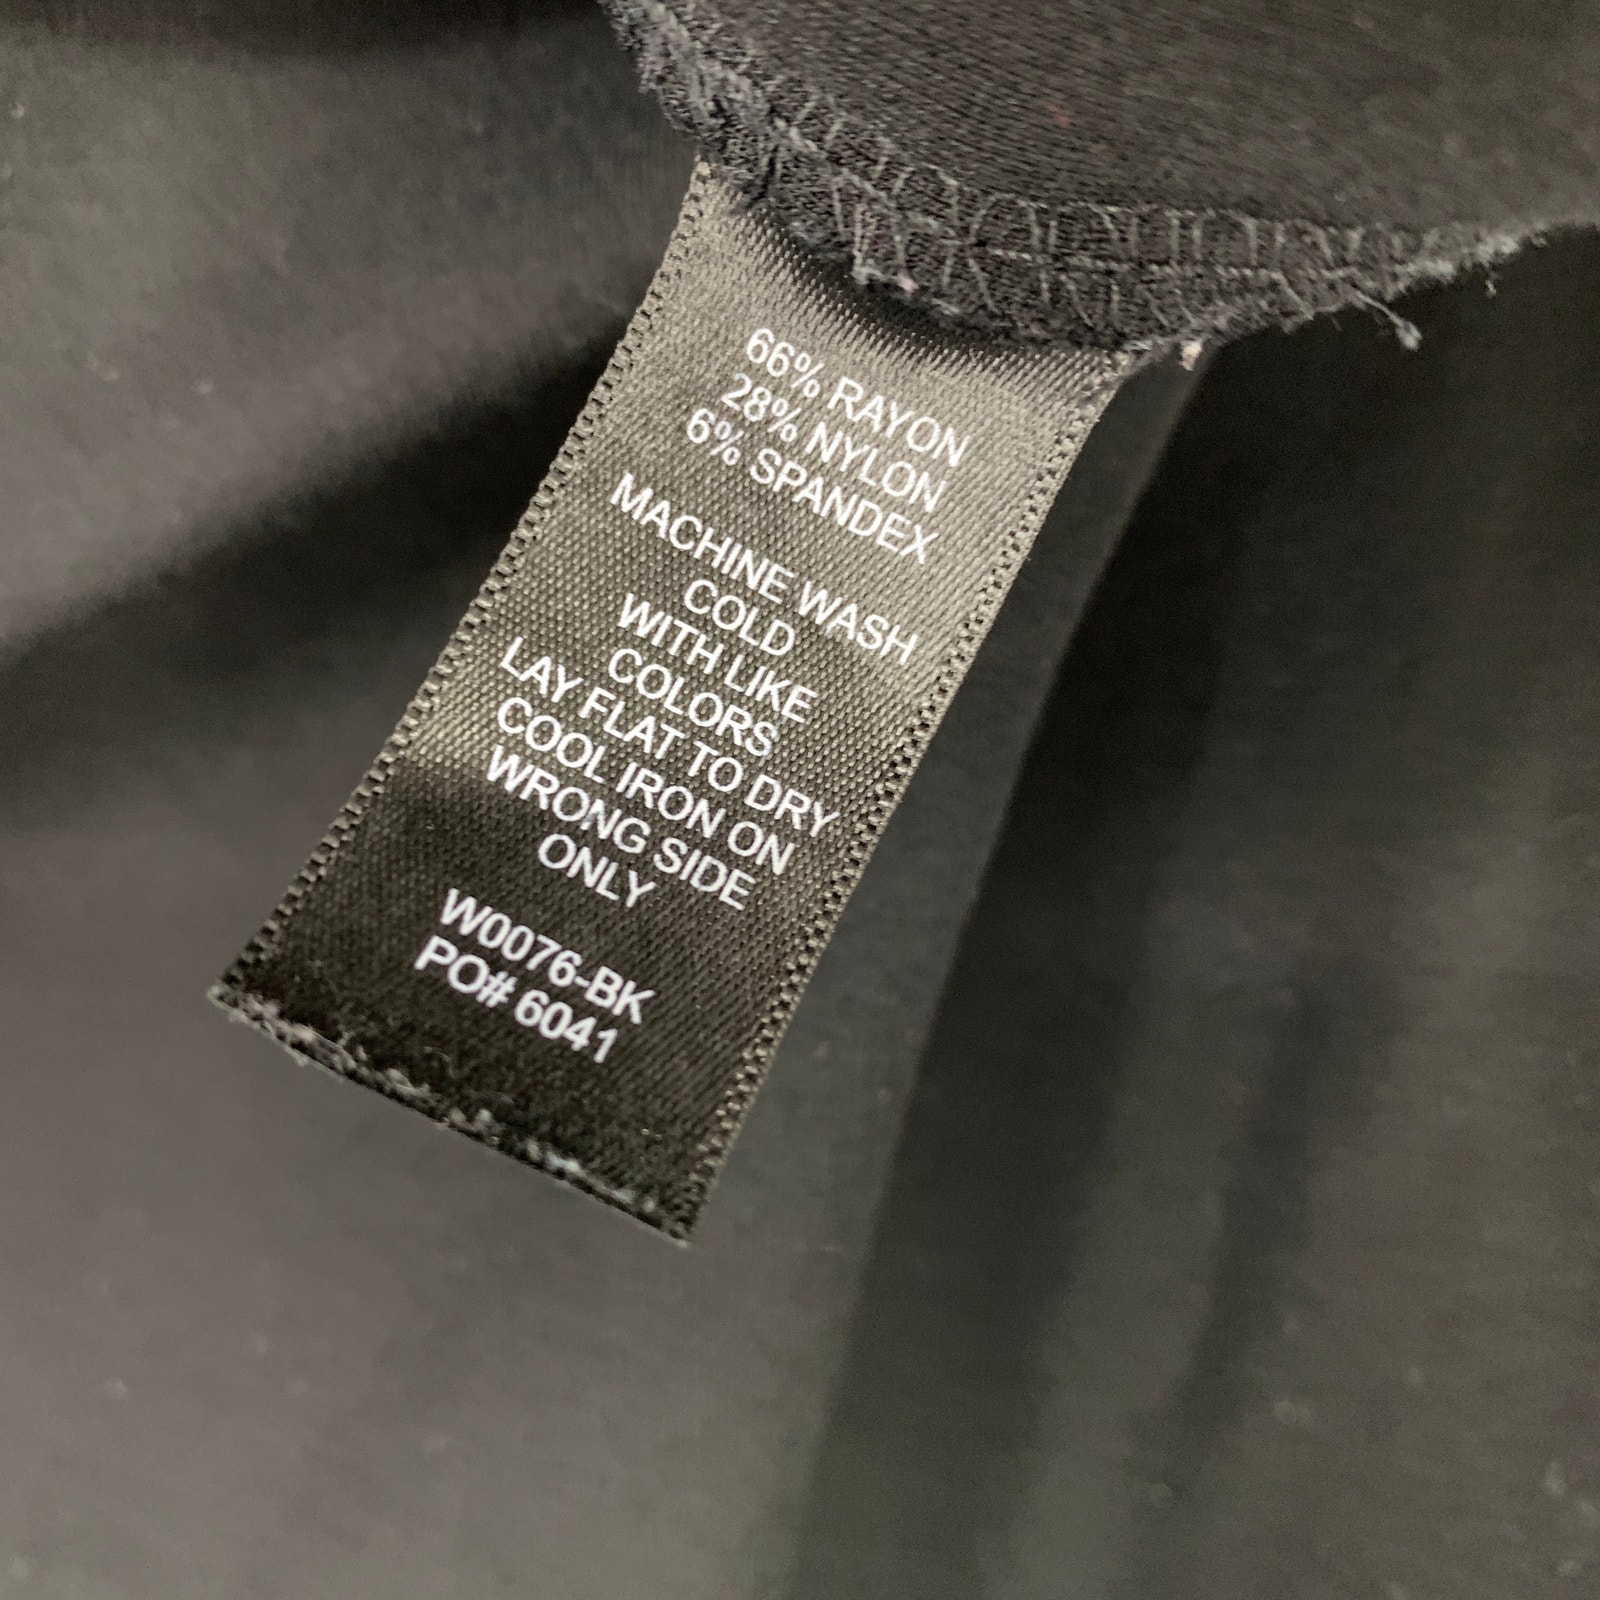 66% RAYON
28% NYLON
6% SPANDEX
MACHINE WASH
COLD
WITH LIKE
COLORS
LAY FLAT TO DRY
COOL IRON ON
WRONG SIDE
ONLY
W0076-BK
PO# 6041